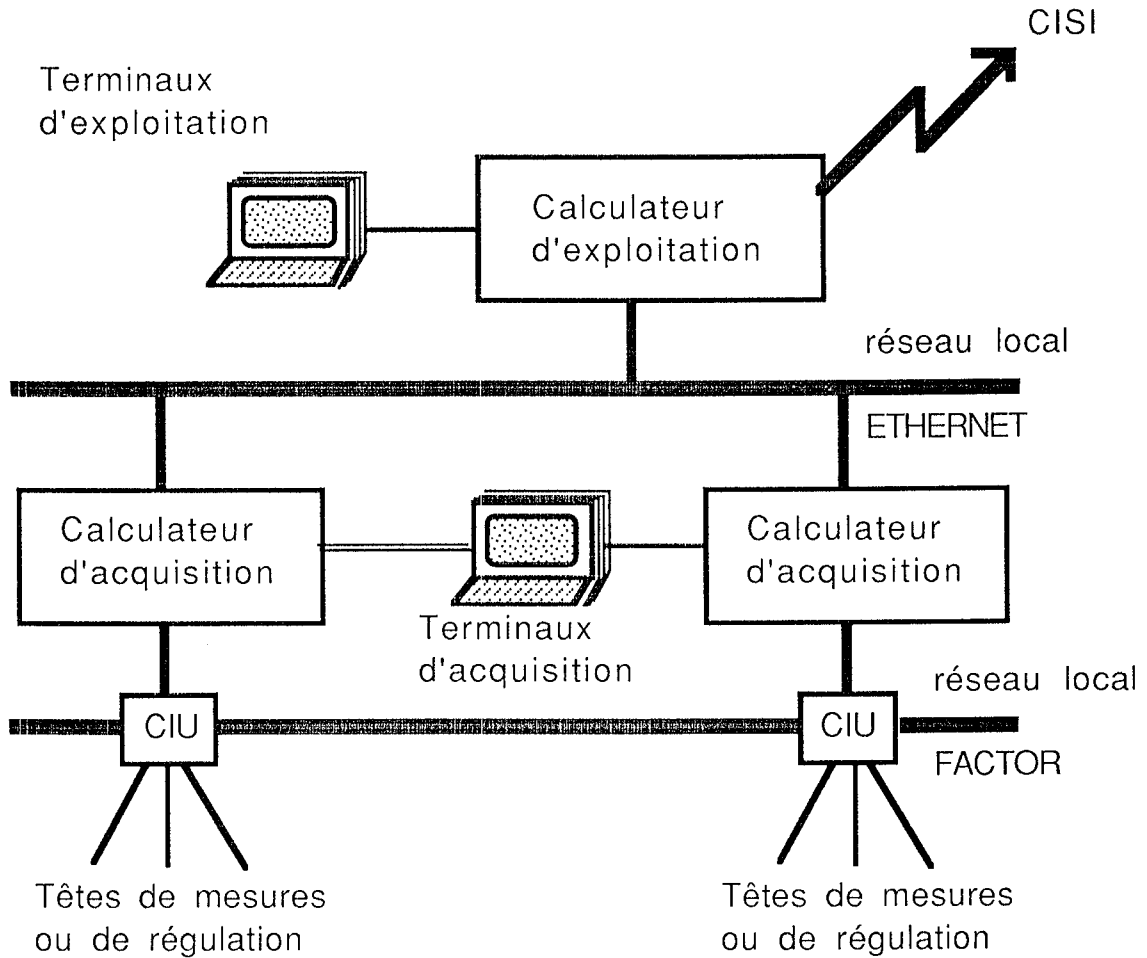 CISI
Terminaux
d'exploitation
Calculateur
d'exploitation
réseau local
ETHERNET
Calculateur
d'acquisition
Calculateur
d'acquisition
Terminaux
d'acquisition
réseau local
CIU
CIU
FACTOR
Têtes de mesures
ou de régulation
Têtes de mesures
ou de régulation